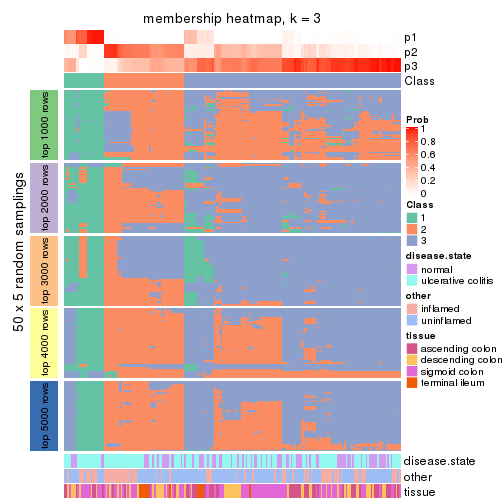 membership heatmap, k = 3
p1
p2
p3
Class
50 x 5 random samplings
top 1000 rows
top 2000 rows
top 3000 rows
top 4000 rows
top 5000 rows
Prob
1
0.8
0.6
0.4
0.2
0
Class
1
2
3
disease.state
normal
ulcerative colitis
other
inflamed
uninflamed
tissue
ascending colon
descending colon
sigmoid colon
terminal ileum
disease.state
other
tissue